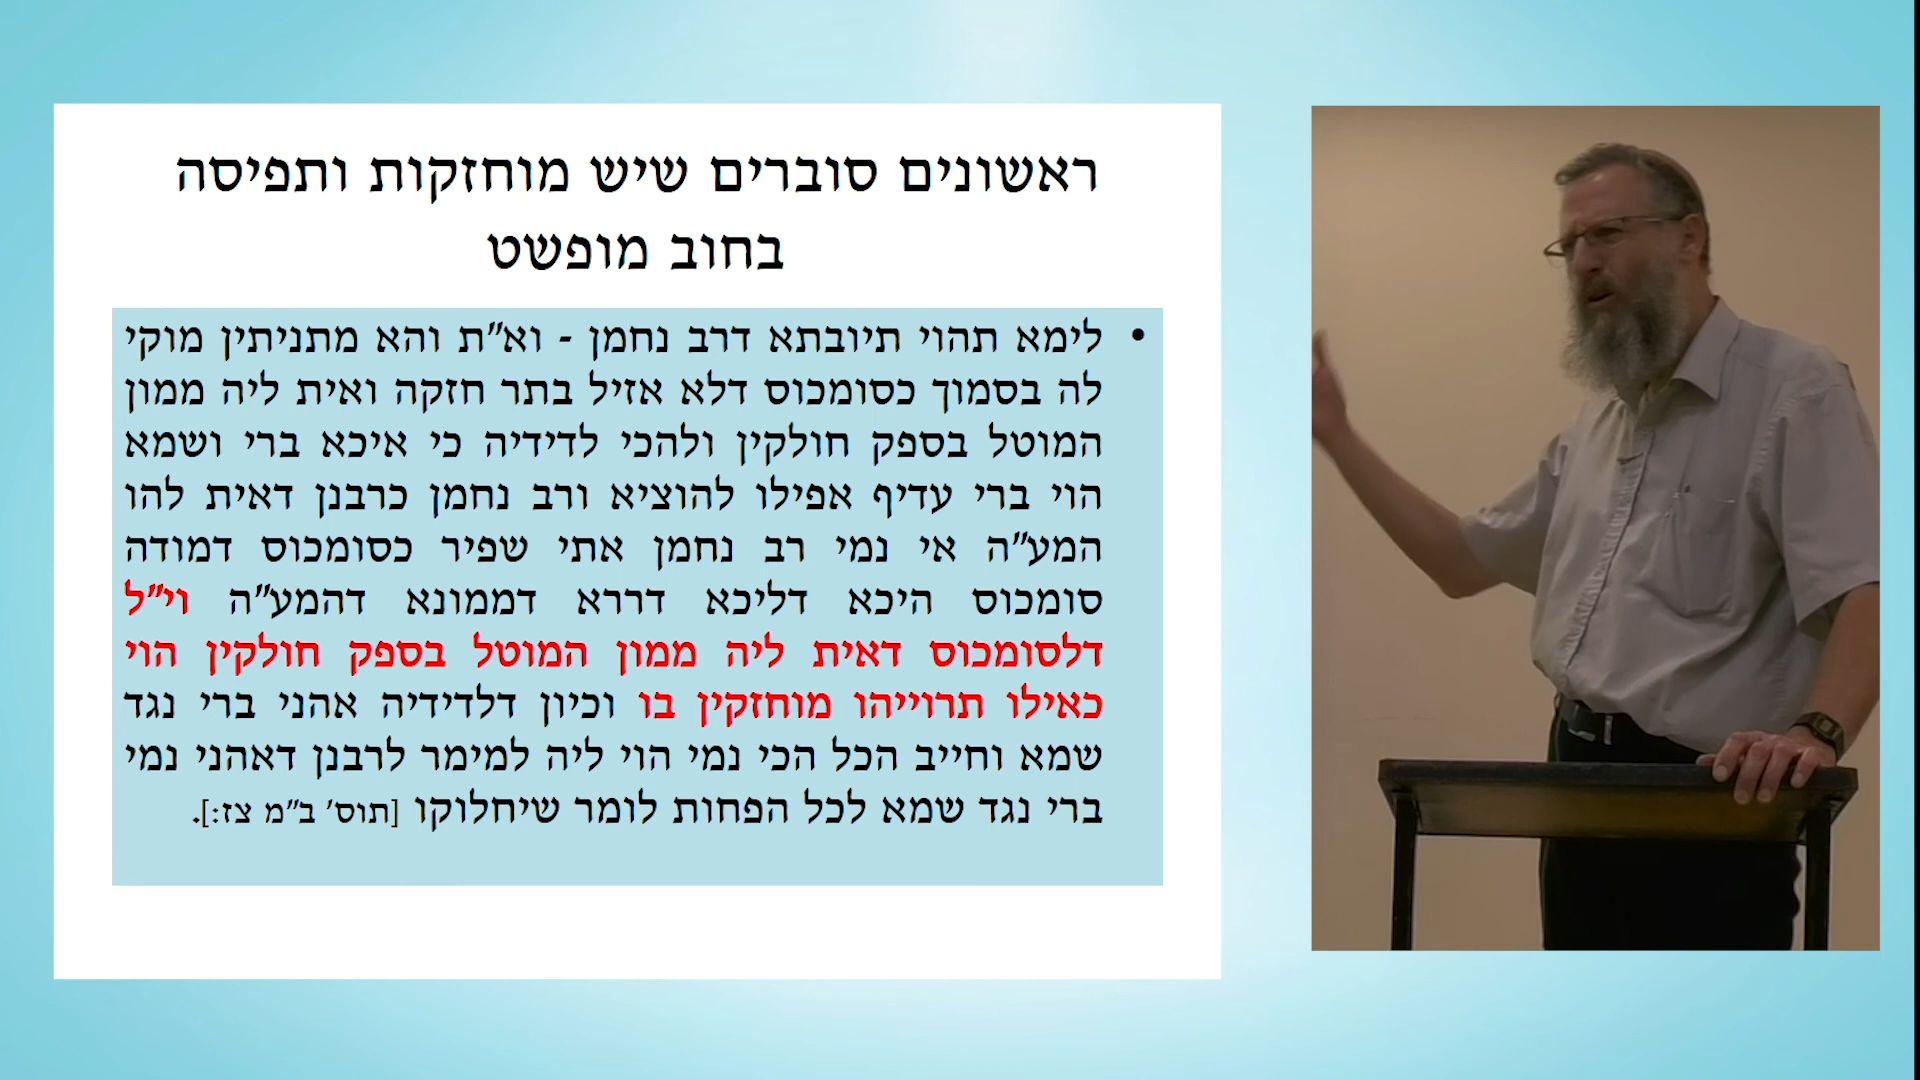 ראשונים סוברים שיש מוחזקות ותפיסה
בחוב מופשט
• לימא תהוי תיובתא דרב נחמן - וא"ת והא מתניתין מוקי
לה בסמוך כסומכוס דלא אזיל בתר חזקה ואית ליה ממון
המוטל בספק חולקין ולהכי לדידיה כי איכא ברי ושמא
הוי ברי עדיף אפילו להוציא ורב נחמן כרבנן דאית להו
המע"ה אי נמי רב נחמן אתי שפיר כסומכוס דמודה
סומכוס היכא דליכא דררא דממונא דהמע"ה וי"ל
דלסומכוס דאית ליה ממון המוטל בספק חולקין הוי
כאילו תרוייהו מוחזקין בו וכיון דלדידיה אהני ברי נגד
שמא וחייב הכל הכי נמי הוי ליה למימר לרבנן דאהני נמי
ברי נגד שמא לכל הפחות לומר שיחלוקו [תוס' ב"מ צז:].